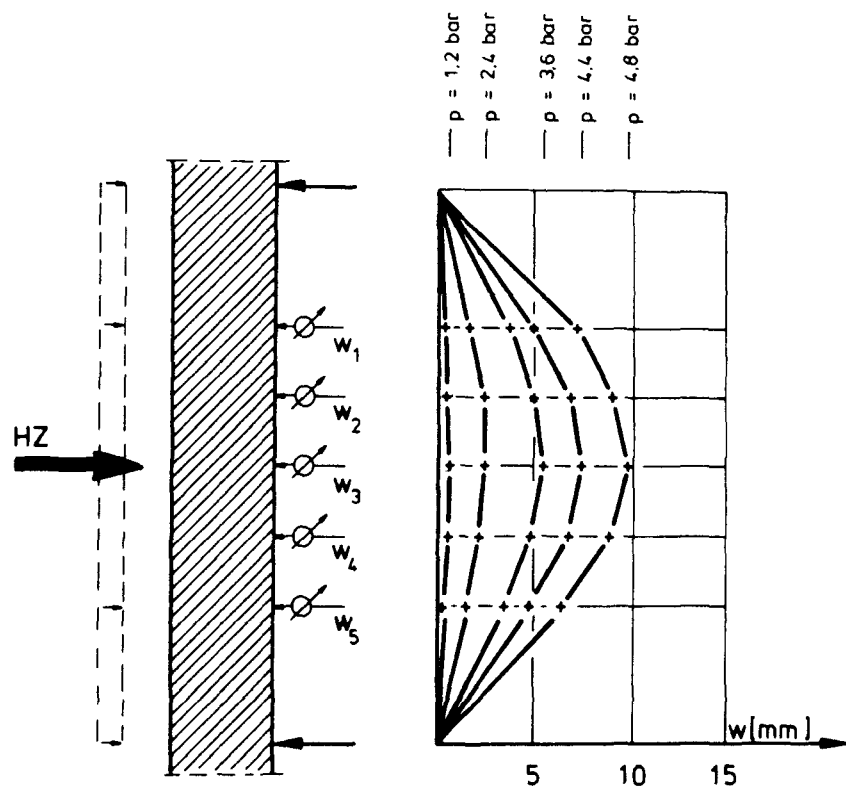 p = 1,2 bar
p = 2,4 bar
p = 3,6 bar
p = 4,4 bar
p = 4,8 bar
HZ
w1
w2
w3
w4
w5
w[mm]
5 10 15